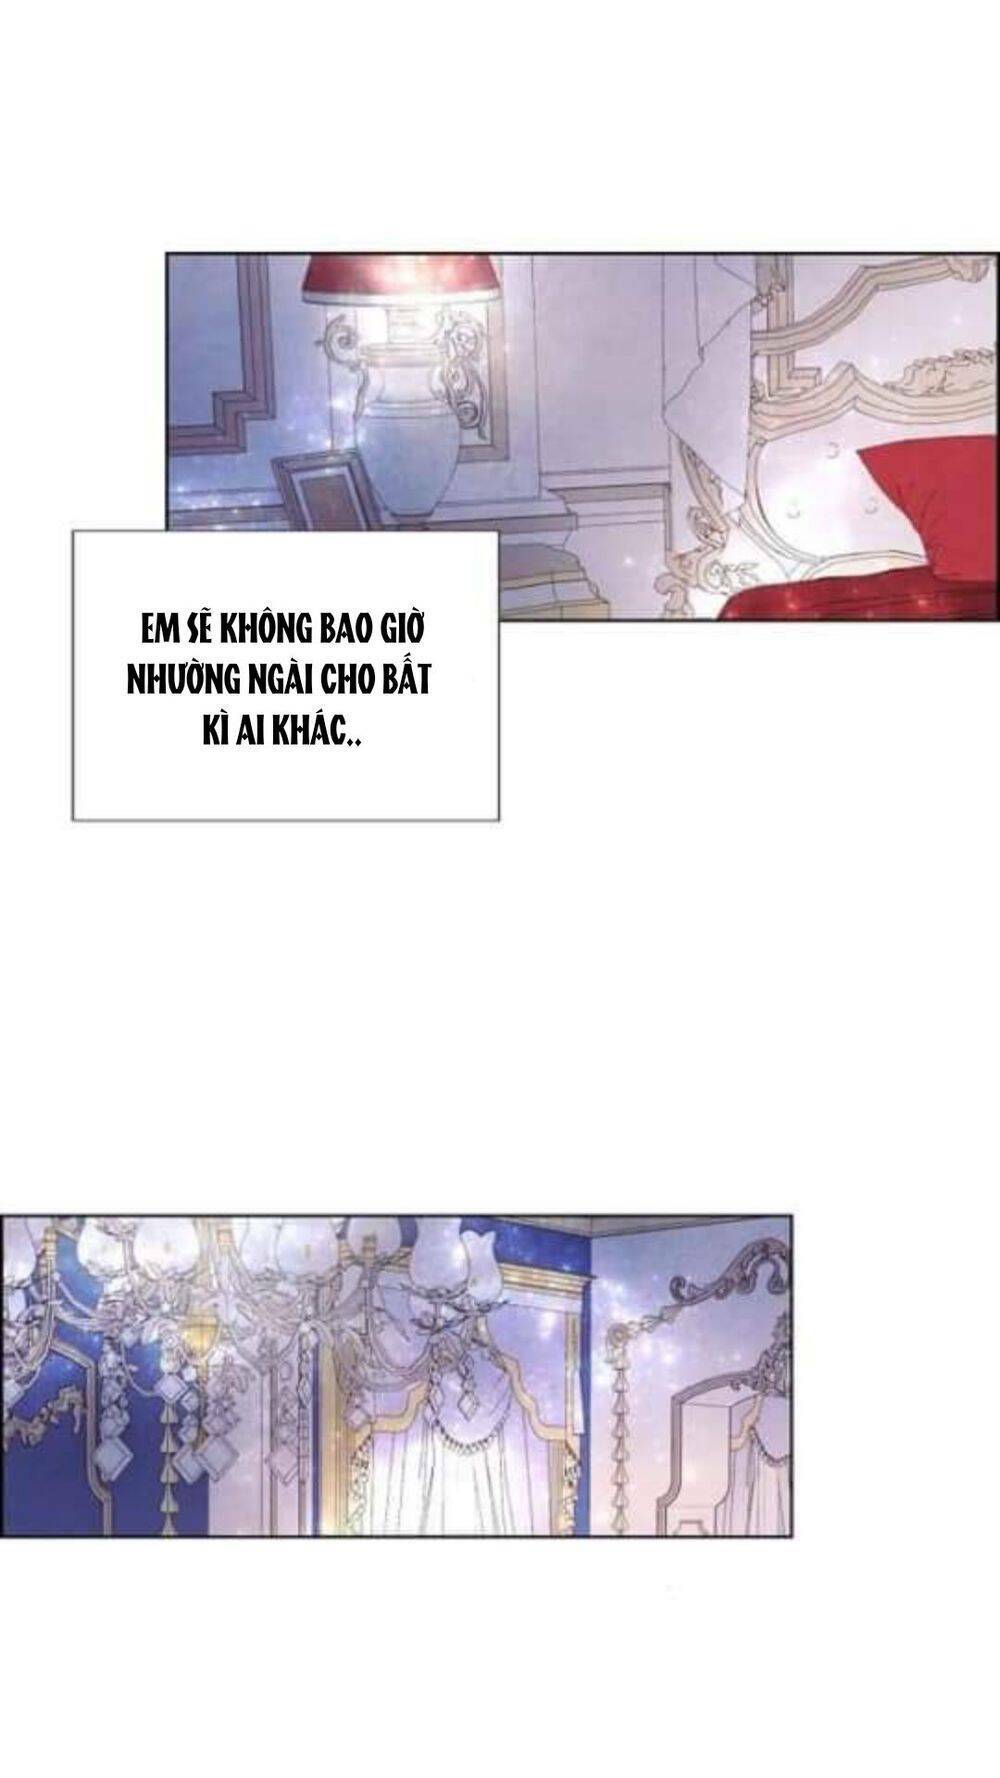 EM SẼ KHÔNG BAO GIỜ
NHƯỜNG NGÀI CHO BẤT
KÌ AI KHÁC..